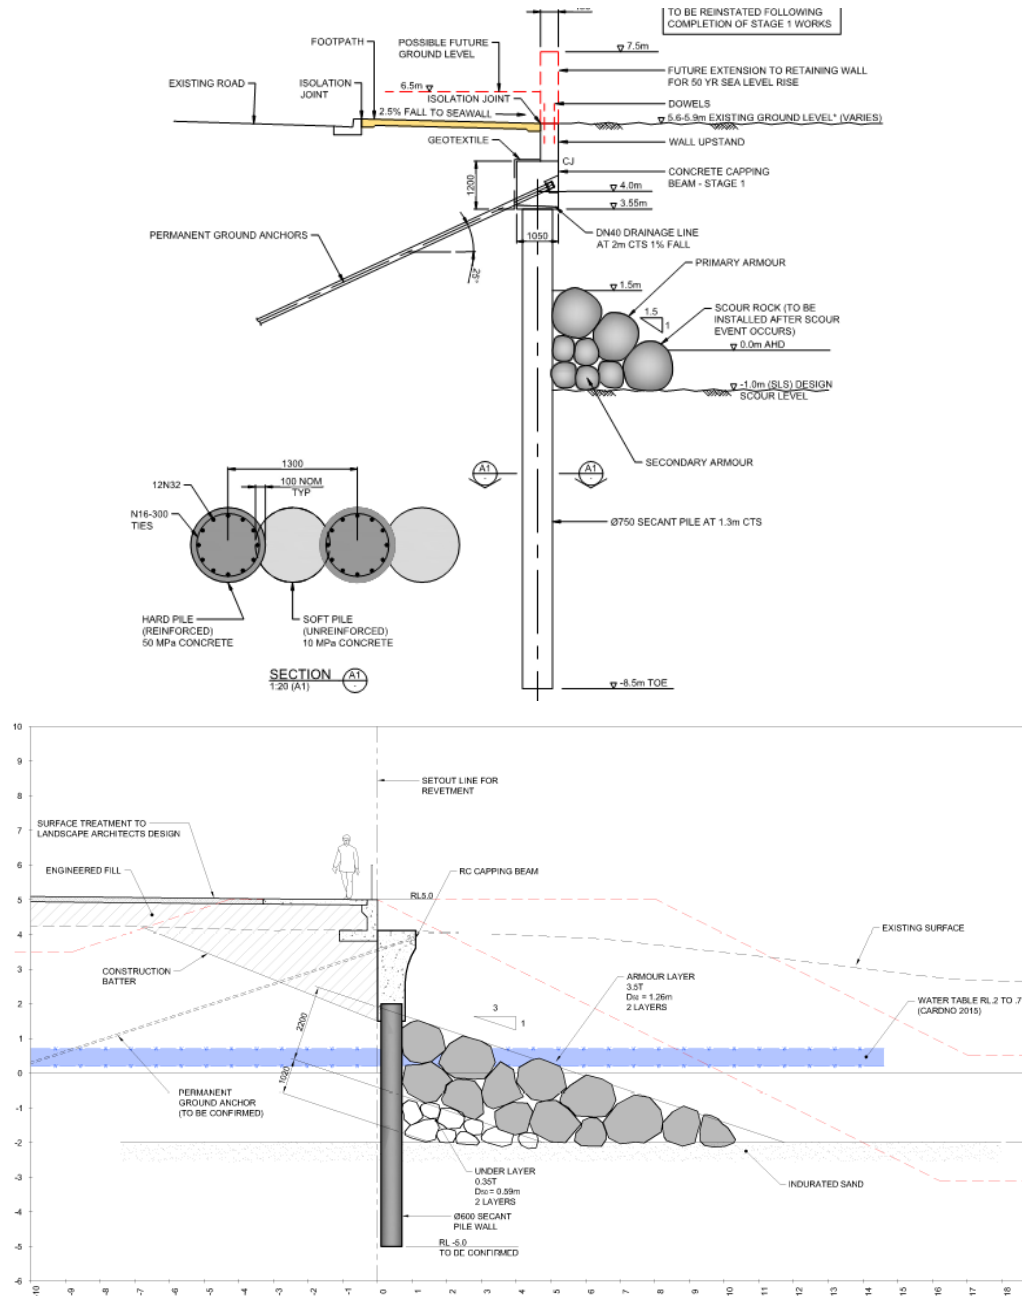 TO BE REINSTATED FOLLOWING
COMPLETION OF STAGE 1 WORKS
7.5m
FOOTPATH
POSSIBLE FUTURE
GROUND LEVEL
FUTURE EXTENSION TO RETAINING WALL
FOR 50 YR SEA LEVEL RISE
EXISTING ROAD
ISOLATION
JOINT
6.5m
ISOLATION JOINT
DOWELS
2.5% FALL TO SEAWALL
5.6-5.9m EXISTING GROUND LEVEL* (VARIES)
GEOTEXTILE
WALL UPSTAND
CJ
CONCRETE CAPPING
BEAM - STAGE 1
1200
4.0m
3.55m
PERMANENT GROUND ANCHORS
1050
DN40 DRAINAGE LINE
AT 2m CTS 1% FALL
25°
PRIMARY ARMOUR
1.5m
1.5
1
SCOUR ROCK (TO BE
INSTALLED AFTER SCOUR
EVENT OCCURS)
0.0m AHD
-1.0m (SLS) DESIGN
SCOUR LEVEL
SECONDARY ARMOUR
A1
-
A1
-
1300
12N32
100 NOM
TYP
N16-300
TIES
Ø750 SECANT PILE AT 1.3m CTS
HARD PILE
(REINFORCED)
50 MPa CONCRETE
SOFT PILE
(UNREINFORCED)
10 MPa CONCRETE
SECTION
1:20 (A1)
A1
-
-8.5m TOE
10
9
8
7
6
5
4
3
2
1
0
-1
-2
-3
-4
-5
-6
SETOUT LINE FOR
REVETMENT
SURFACE TREATMENT TO
LANDSCAPE ARCHITECTS DESIGN
ENGINEERED FILL
RC CAPPING BEAM
RL5.0
EXISTING SURFACE
CONSTRUCTION
BATTER
ARMOUR LAYER
3.5T
D50 = 1.26m
2 LAYERS
WATER TABLE RL.2 TO .7
(CARDNO 2015)
3
1
2200
1020
PERMANENT
GROUND ANCHOR
(TO BE CONFIRMED)
UNDER LAYER
0.35T
D50 = 0.59m
2 LAYERS
INDURATED SAND
Ø600 SECANT
PILE WALL
RL -5.0
TO BE CONFIRMED
-10
-9
-8
-7
-6
-5
-4
-3
-2
-1
0
1
2
3
4
5
6
7
8
9
10
11
12
13
14
15
16
17
18